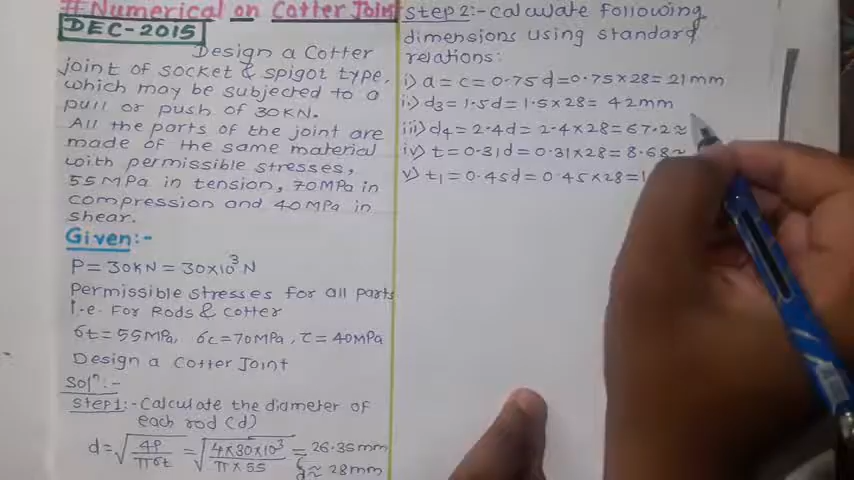 #Numerical on Cotter Joint
DEC-2015
Design a Cotter
joint of socket & spigot type,
which may be subjected to a
pull or push of 30KN.
All the parts of the joint are
made of the same material
with permissible stresses,
55MPa in tension, 70MPa in
compression and 40MPa in
shear.
Given:-
P=30KN=30×10³N
Permissible stresses for all parts
i.e. For Rods & cotter
σt=55MPa, σc=70MPa, τ=40MPa
Design a Cotter Joint
Solⁿ:-
Step1:-Calculate the diameter of
each rod (d)
d=√(4P/πσt)=√(4×30×10³/π×55)=26.35mm
≈28mm
Step2:-Calculate following
dimensions using standard
relations:
i) a=c=0.75d=0.75×28=21mm
ii) d3=1.5d=1.5×28=42mm
iii) d4=2.4d=2.4×28=67.2≈
iv) t=0.31d=0.31×28=8.68≈
v) t1=0.45d=0.45×28=1